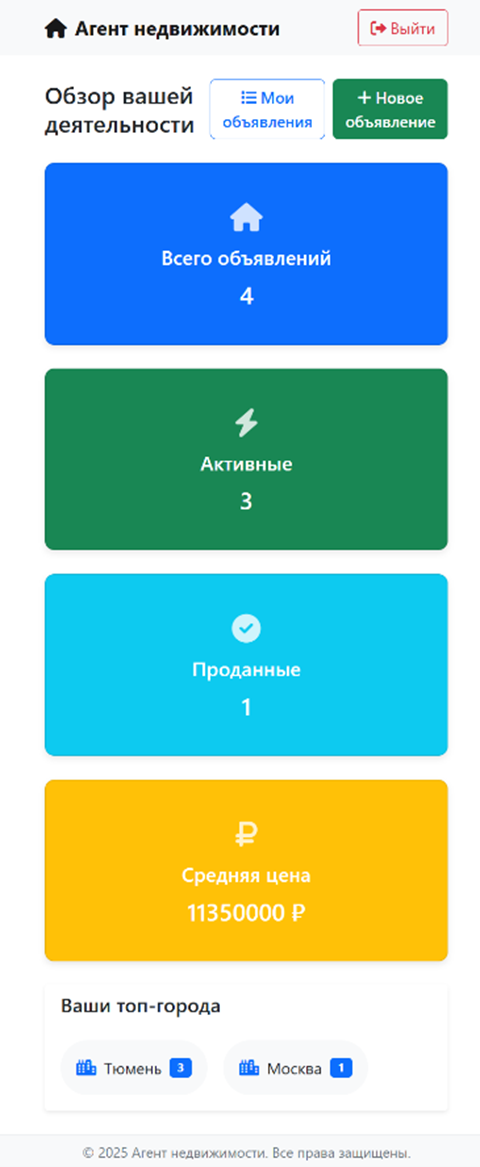 Агент недвижимости
Выйти
Обзор вашей
деятельности
Мои
объявления
+ Новое
объявление
Всего объявлений
4
Активные
3
Проданные
1
₽
Средняя цена
11350000 ₽
Ваши топ-города
Тюмень 3
Москва 1
© 2025 Агент недвижимости. Все права защищены.